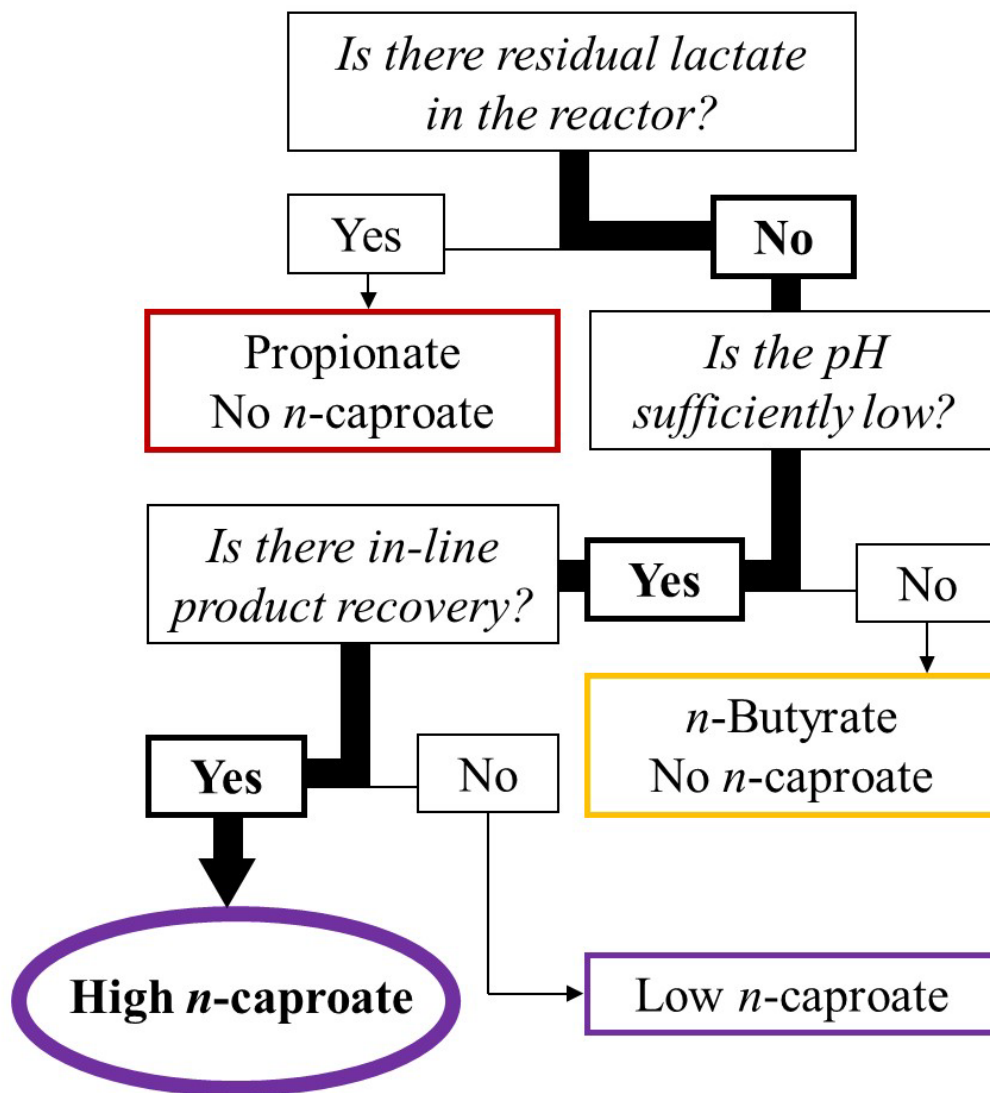 Is there residual lactate
in the reactor?
Yes
No
Propionate
No n-caproate
Is the pH
sufficiently low?
Is there in-line
product recovery?
Yes
No
n-Butyrate
No n-caproate
Yes
No
High n-caproate
Low n-caproate